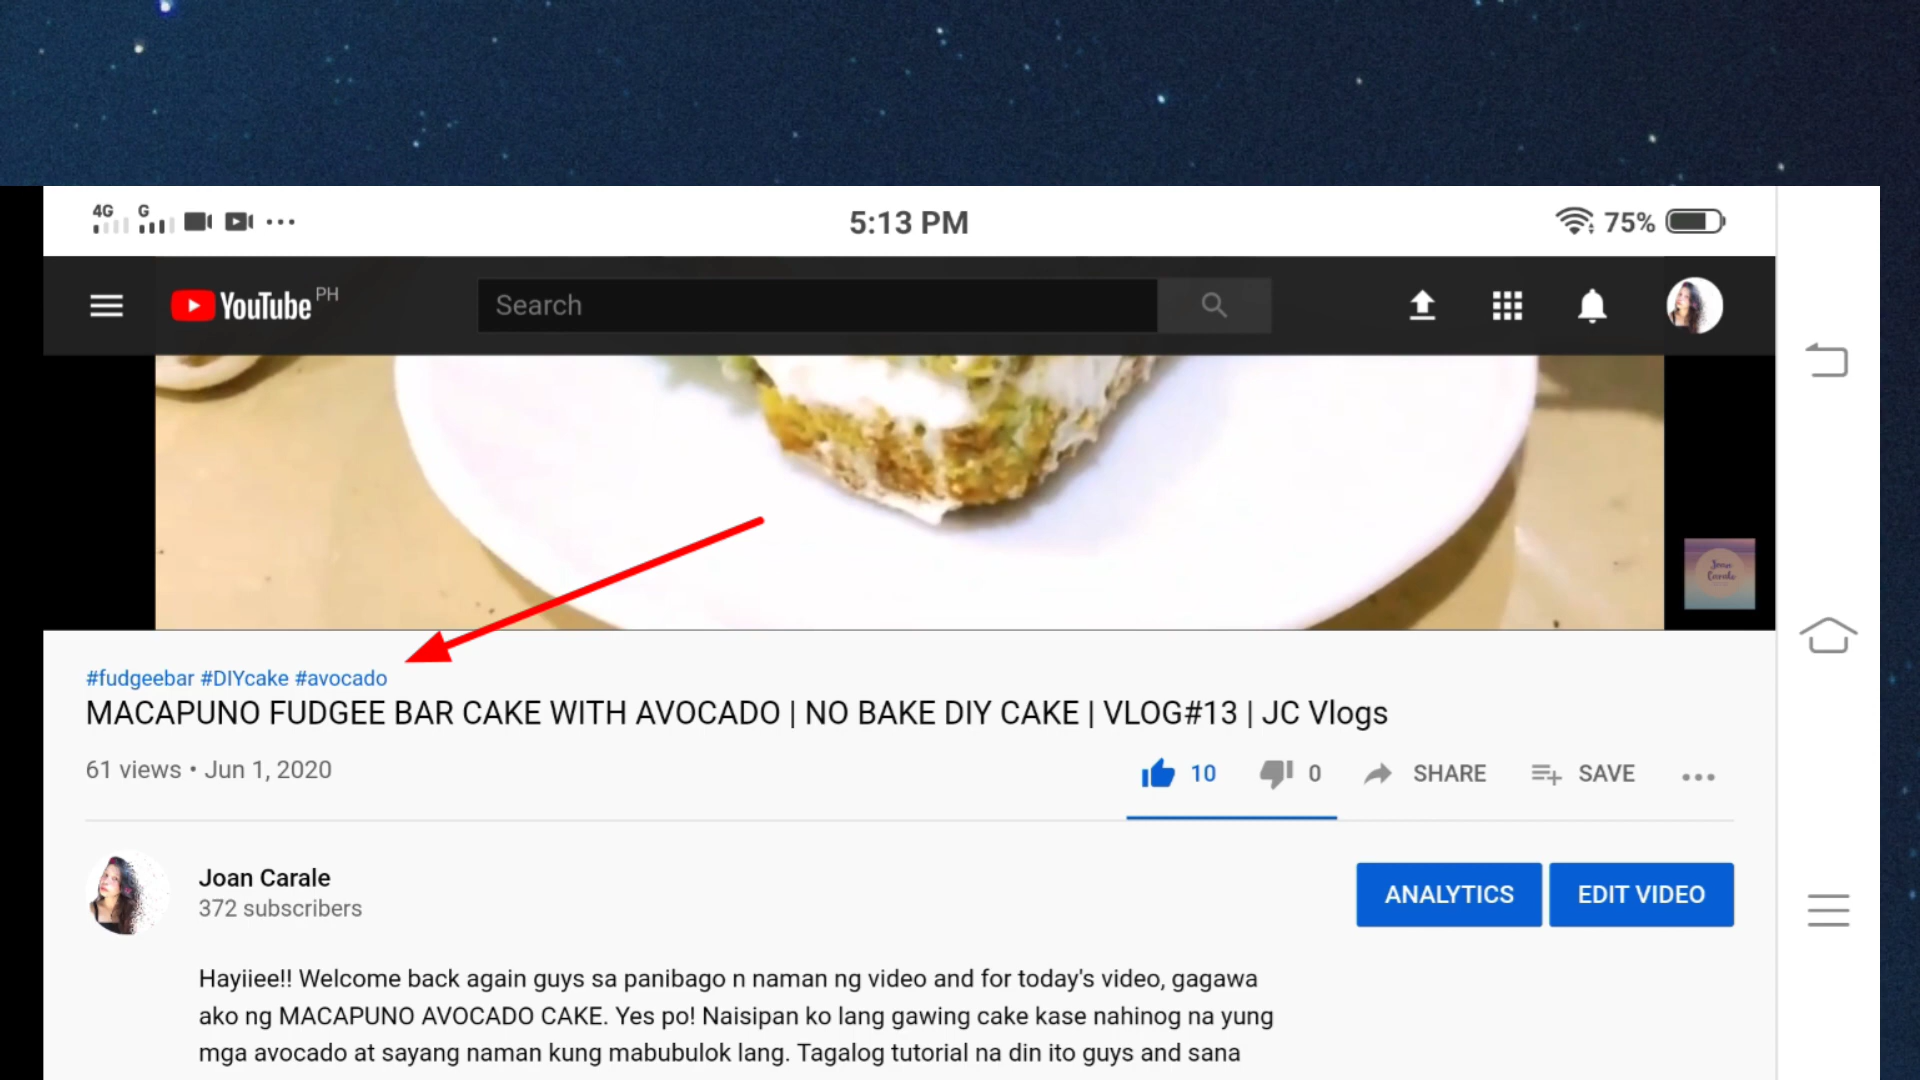 4G G 5:13 PM 75%
YouTube PH Search
Joan
Carale
#fudgeebar #DIYcake #avocado
MACAPUNO FUDGEE BAR CAKE WITH AVOCADO | NO BAKE DIY CAKE | VLOG#13 | JC Vlogs
61 views • Jun 1, 2020 10 0 SHARE SAVE
Joan Carale
372 subscribers
ANALYTICS EDIT VIDEO
Hayiiee!! Welcome back again guys sa panibago n naman ng video and for today's video, gagawa
ako ng MACAPUNO AVOCADO CAKE. Yes po! Naisipan ko lang gawing cake kase nahinog na yung
mga avocado at sayang naman kung mabubulok lang. Tagalog tutorial na din ito guys and sana